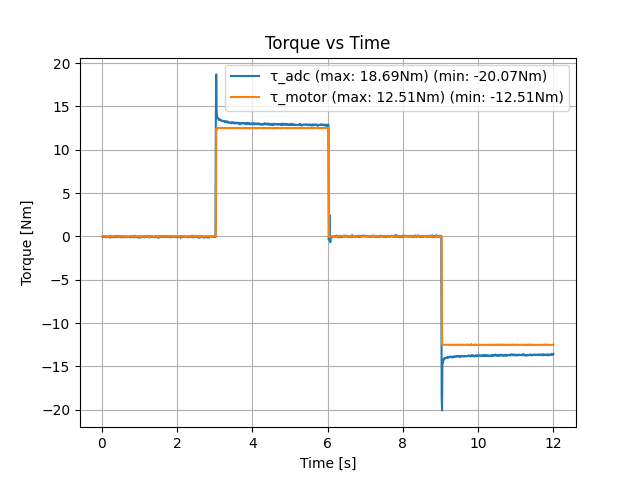 Torque vs Time
τ_adc (max: 18.69Nm) (min: -20.07Nm)
τ_motor (max: 12.51Nm) (min: -12.51Nm)
20
15
10
5
0
−5
−10
−15
−20
Torque [Nm]
0 2 4 6 8 10 12
Time [s]